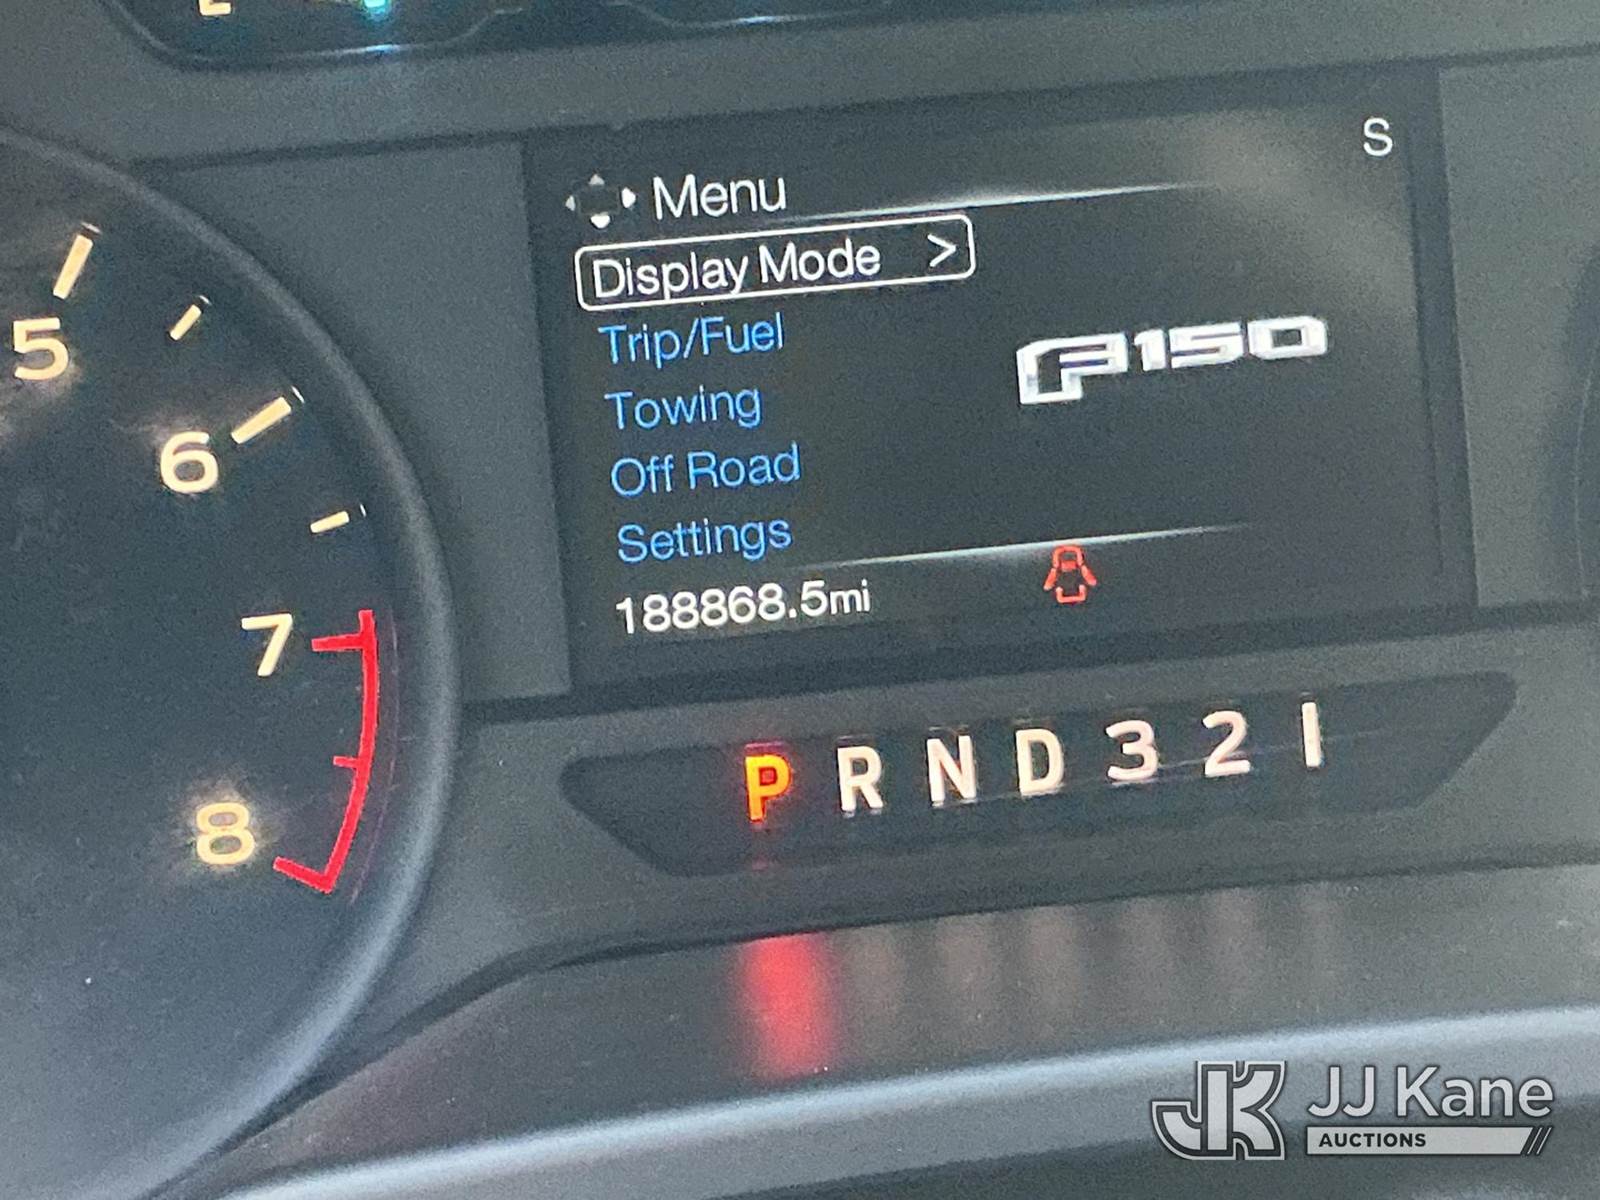 E
S
Menu
Display Mode >
Trip/Fuel
Towing
Off Road
Settings
F150
188868.5mi
5
6
7
8
P R N D 3 2 1
JK JJ Kane
AUCTIONS